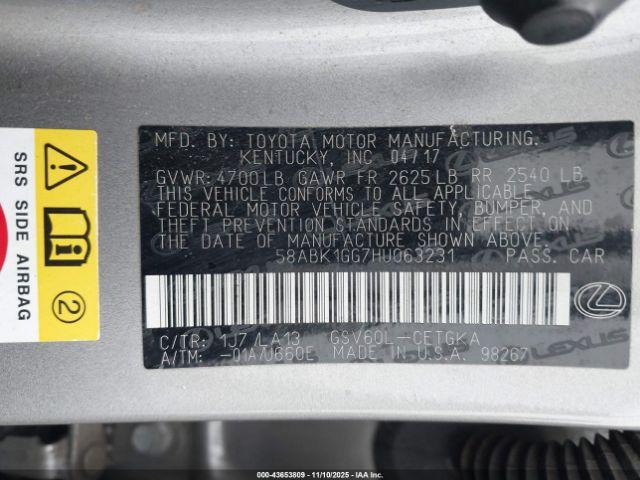 MFD. BY: TOYOTA MOTOR MANUFACTURING.
KENTUCKY, INC 04/17
GVWR: 4700LB GAWR FR 2625LB RR 2540 LB
THIS VEHICLE CONFORMS TO ALL APPLICABLE
FEDERAL MOTOR VEHICLE SAFETY, BUMPER, AND
THEFT PREVENTION STANDARDS IN EFFECT ON
THE DATE OF MANUFACTURE SHOWN ABOVE.
58ABK1GG7HU063231 PASS. CAR
C/TR: 1J7/LA13 GSV60L-CETGKA
A/TM: -01A/U660E MADE IN U.S.A. 98267
LEXUS
SRS SIDE AIRBAG
2
00-43653809 - 11/10/2025 - IAA Inc.